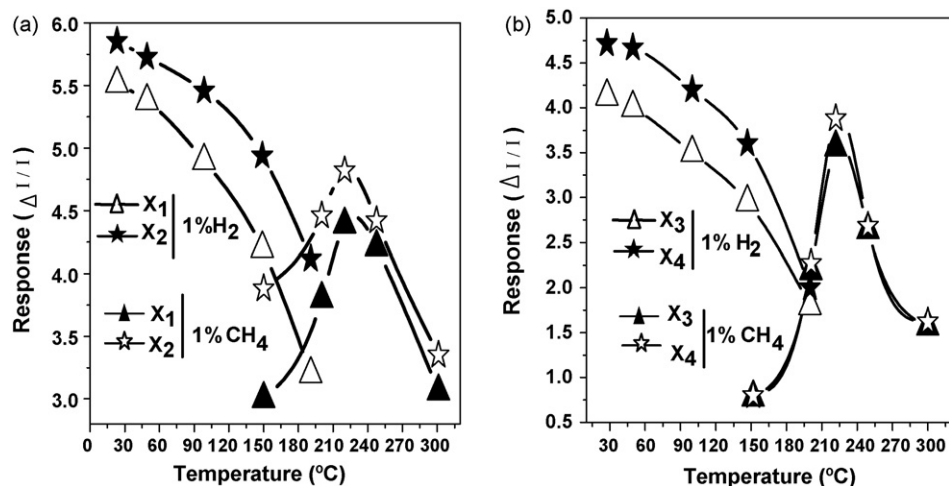 (a)
Response ( Δ I / I )
6.0
5.5
5.0
4.5
4.0
3.5
3.0
X1
X2
1%H2
X1
X2
1% CH4
0 30 60 90 120 150 180 210 240 270 300
Temperature (ºC)
(b)
Response ( Δ I / I )
5.0
4.5
4.0
3.5
3.0
2.5
2.0
1.5
1.0
0.5
X3
X4
1% H2
X3
X4
1% CH4
0 30 60 90 120 150 180 210 240 270 300
Temperature (ºC)